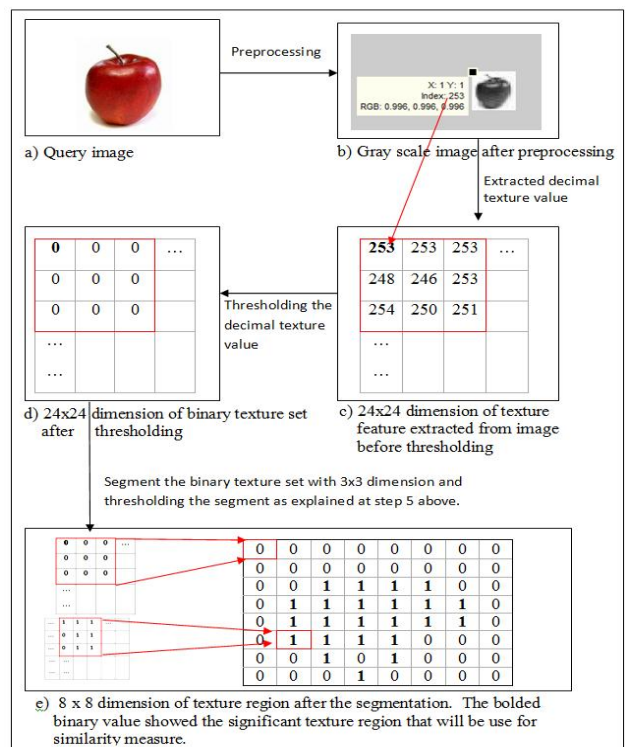 Preprocessing
X: 1 Y: 1
Index: 253
RGB: 0.996, 0.996, 0.996
a) Query image
b) Gray scale image after preprocessing
Extracted decimal
texture value
0 0 0 ...
0 0 0
0 0 0
...
...
Thresholding the
decimal texture
value
253 253 253 ...
248 246 253
254 250 251
...
...
d) 24x24 dimension of binary texture set
after thresholding
c) 24x24 dimension of texture
feature extracted from image
before thresholding
Segment the binary texture set with 3x3 dimension and
thresholding the segment as explained at step 5 above.
0 0 0 ...
0 0 0
0 0 0
...
...
... 1 1 1 ...
... 0 1 1
... 0 1 1
... ...
... ...
0 0 0 0 0 0 0 0
0 0 0 0 0 0 0 0
0 0 1 1 1 1 0 0
0 1 1 1 1 1 1 0
0 1 1 1 1 1 1 0
0 1 1 1 1 0 0 0
0 0 1 0 1 0 0 0
0 0 0 1 0 0 0 0
e) 8 x 8 dimension of texture region after the segmentation. The bolded
binary value showed the significant texture region that will be use for
similarity measure.